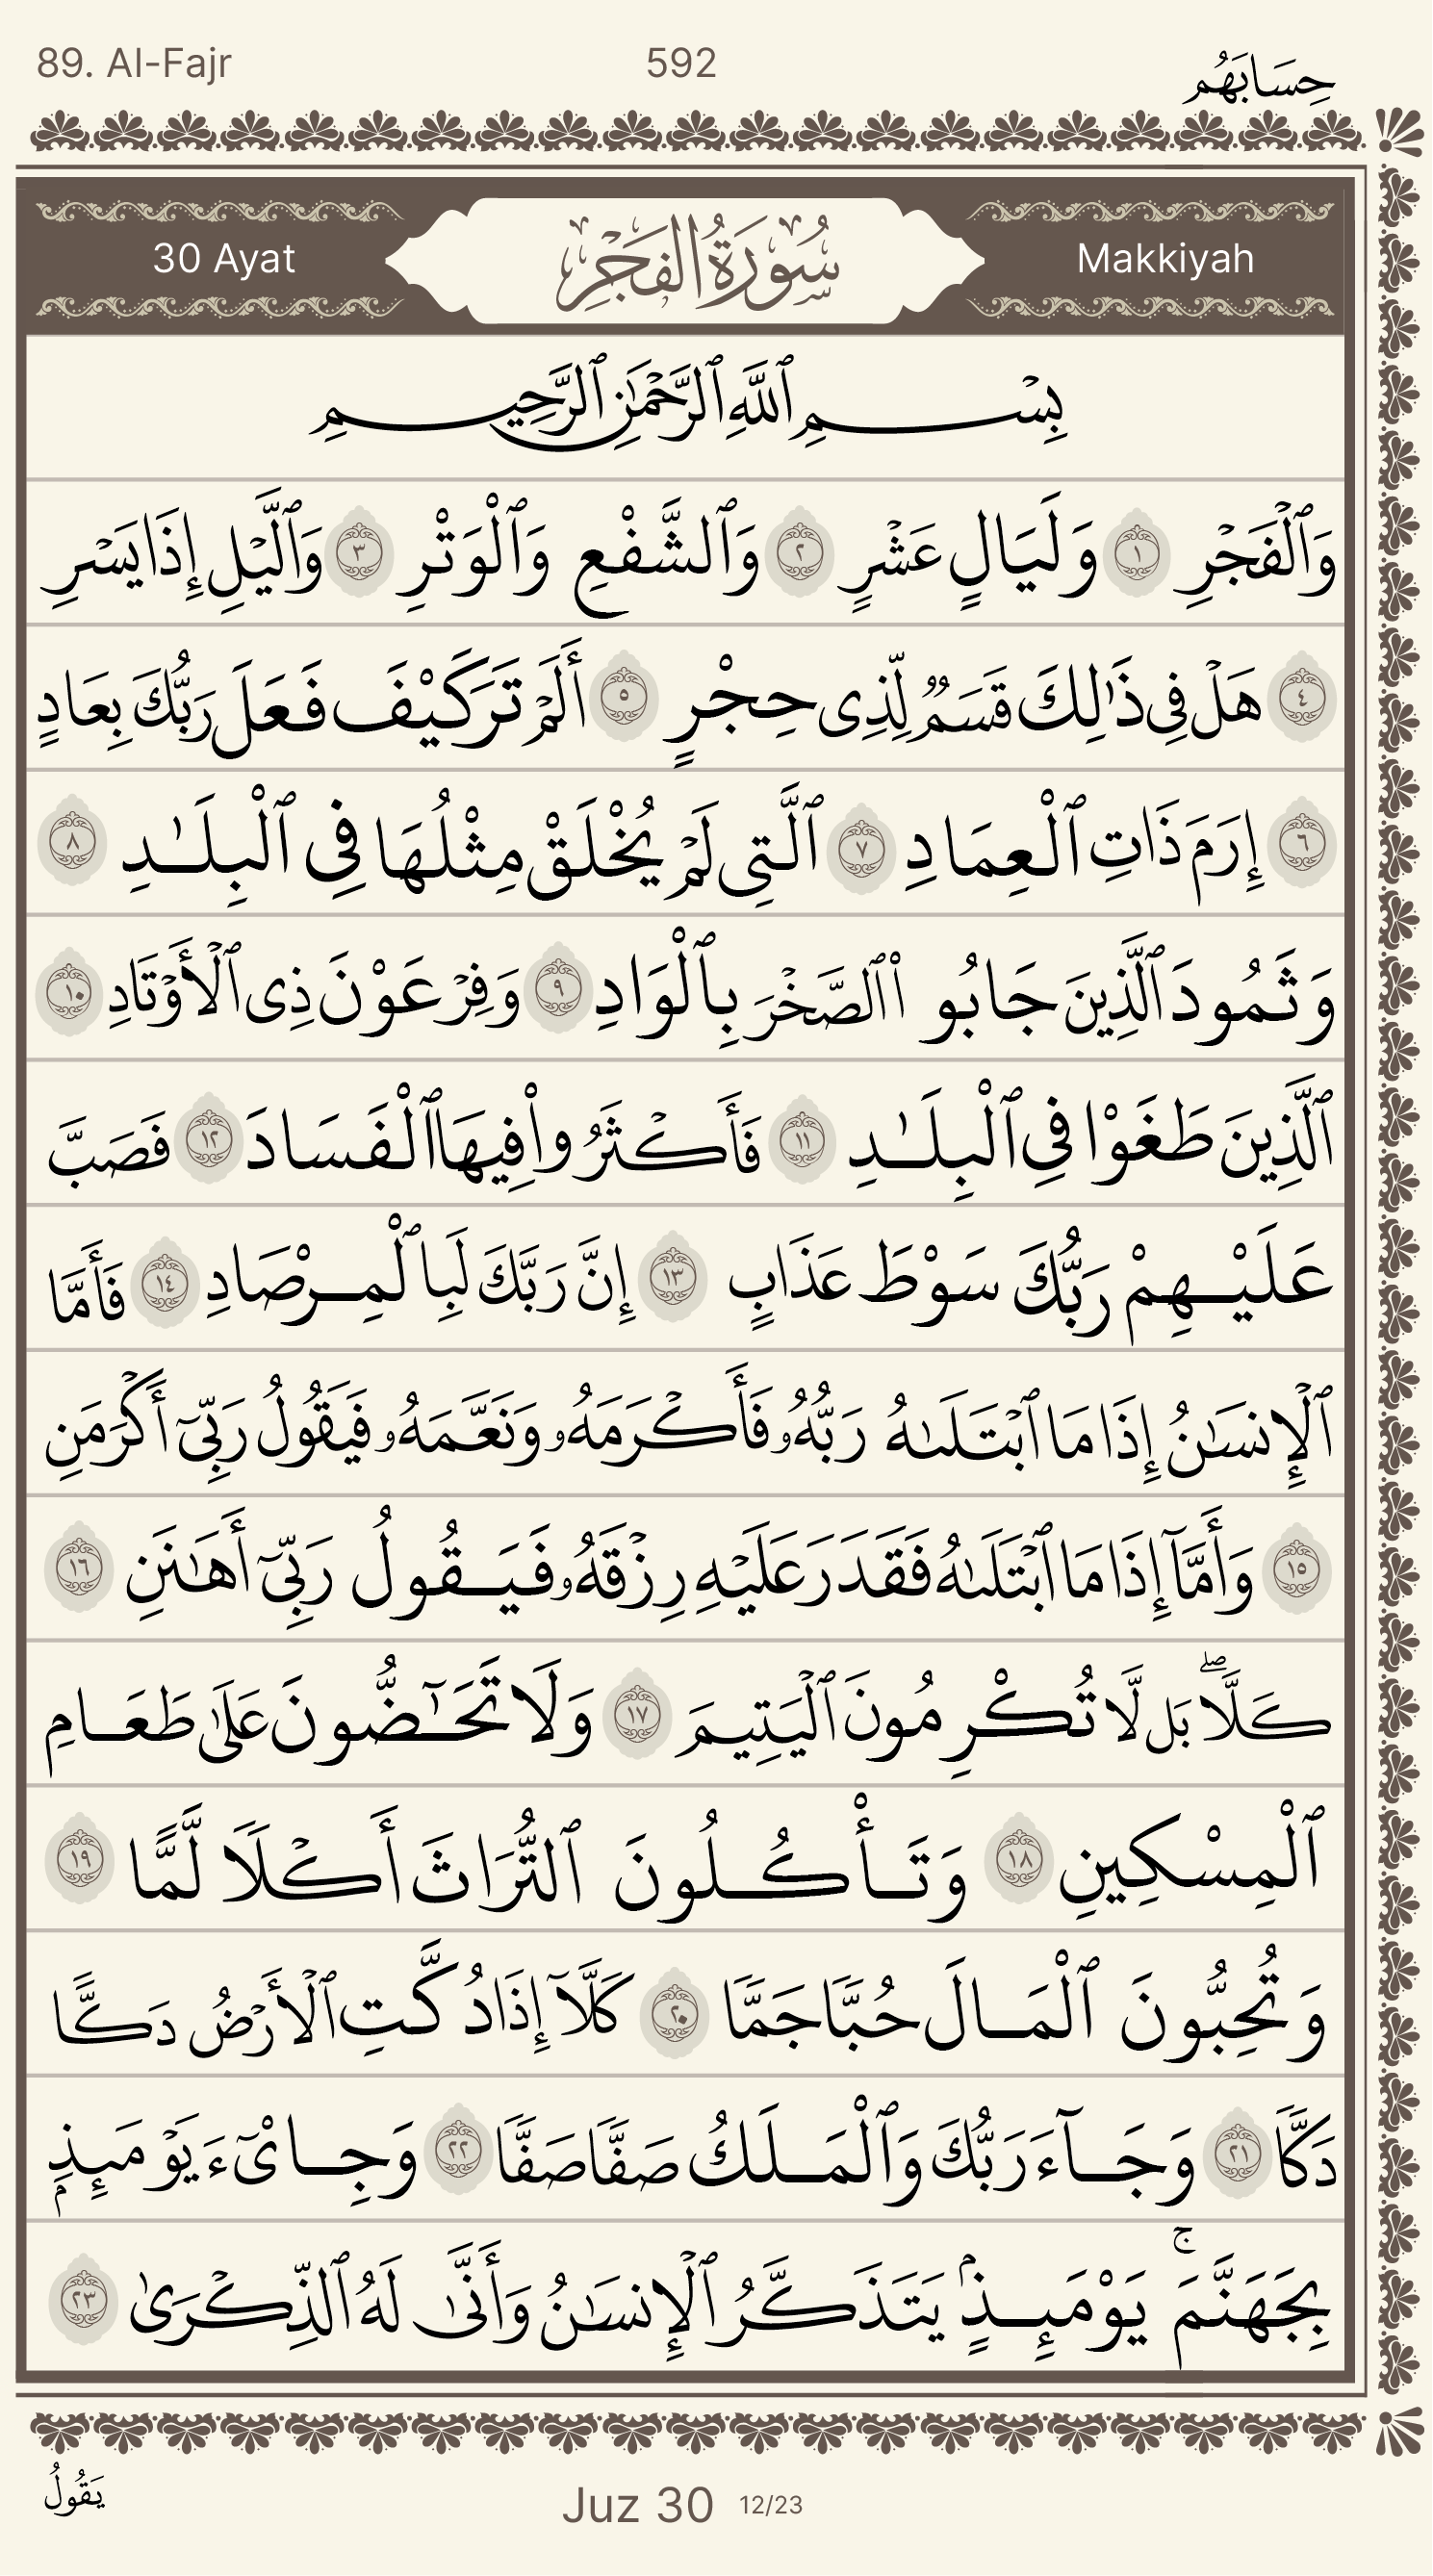 89. Al-Fajr 592 حِسَابَهُم
30 Ayat سُورَةُ الفَجْرِ Makkiyah
بِسْمِ ٱللَّهِ ٱلرَّحْمَٰنِ ٱلرَّحِيمِ
وَٱلْفَجْرِ ١ وَلَيَالٍ عَشْرٍ ٢ وَٱلشَّفْعِ وَٱلْوَتْرِ ٣ وَٱلَّيْلِ إِذَا يَسْرِ
٤ هَلْ فِى ذَٰلِكَ قَسَمٌ لِّذِى حِجْرٍ ٥ أَلَمْ تَرَ كَيْفَ فَعَلَ رَبُّكَ بِعَادٍ
٦ إِرَمَ ذَاتِ ٱلْعِمَادِ ٧ ٱلَّتِى لَمْ يُخْلَقْ مِثْلُهَا فِى ٱلْبِلَٰدِ ٨
وَثَمُودَ ٱلَّذِينَ جَابُوا۟ ٱلصَّخْرَ بِٱلْوَادِ ٩ وَفِرْعَوْنَ ذِى ٱلْأَوْتَادِ ١٠
ٱلَّذِينَ طَغَوْا۟ فِى ٱلْبِلَٰدِ ١١ فَأَكْثَرُوا۟ فِيهَا ٱلْفَسَادَ ١٢ فَصَبَّ
عَلَيْهِمْ رَبُّكَ سَوْطَ عَذَابٍ ١٣ إِنَّ رَبَّكَ لَبِٱلْمِرْصَادِ ١٤ فَأَمَّا
ٱلْإِنسَٰنُ إِذَا مَا ٱبْتَلَىٰهُ رَبُّهُۥ فَأَكْرَمَهُۥ وَنَعَّمَهُۥ فَيَقُولُ رَبِّىٓ أَكْرَمَنِ
١٥ وَأَمَّآ إِذَا مَا ٱبْتَلَىٰهُ فَقَدَرَ عَلَيْهِ رِزْقَهُۥ فَيَقُولُ رَبِّىٓ أَهَٰنَنِ ١٦
كَلَّا ۖ بَل لَّا تُكْرِمُونَ ٱلْيَتِيمَ ١٧ وَلَا تَحَٰٓضُّونَ عَلَىٰ طَعَامِ
ٱلْمِسْكِينِ ١٨ وَتَأْكُلُونَ ٱلتُّرَاثَ أَكْلًا لَّمًّا ١٩
وَتُحِبُّونَ ٱلْمَالَ حُبًّا جَمًّا ٢٠ كَلَّآ إِذَا دُكَّتِ ٱلْأَرْضُ دَكًّا
دَكًّا ٢١ وَجَآءَ رَبُّكَ وَٱلْمَلَكُ صَفًّا صَفًّا ٢٢ وَجِا۟ىٓءَ يَوْمَئِذٍۭ
بِجَهَنَّمَ ۚ يَوْمَئِذٍۢ يَتَذَكَّرُ ٱلْإِنسَٰنُ وَأَنَّىٰ لَهُ ٱلذِّكْرَىٰ ٢٣
يَقُولُ Juz 30 12/23